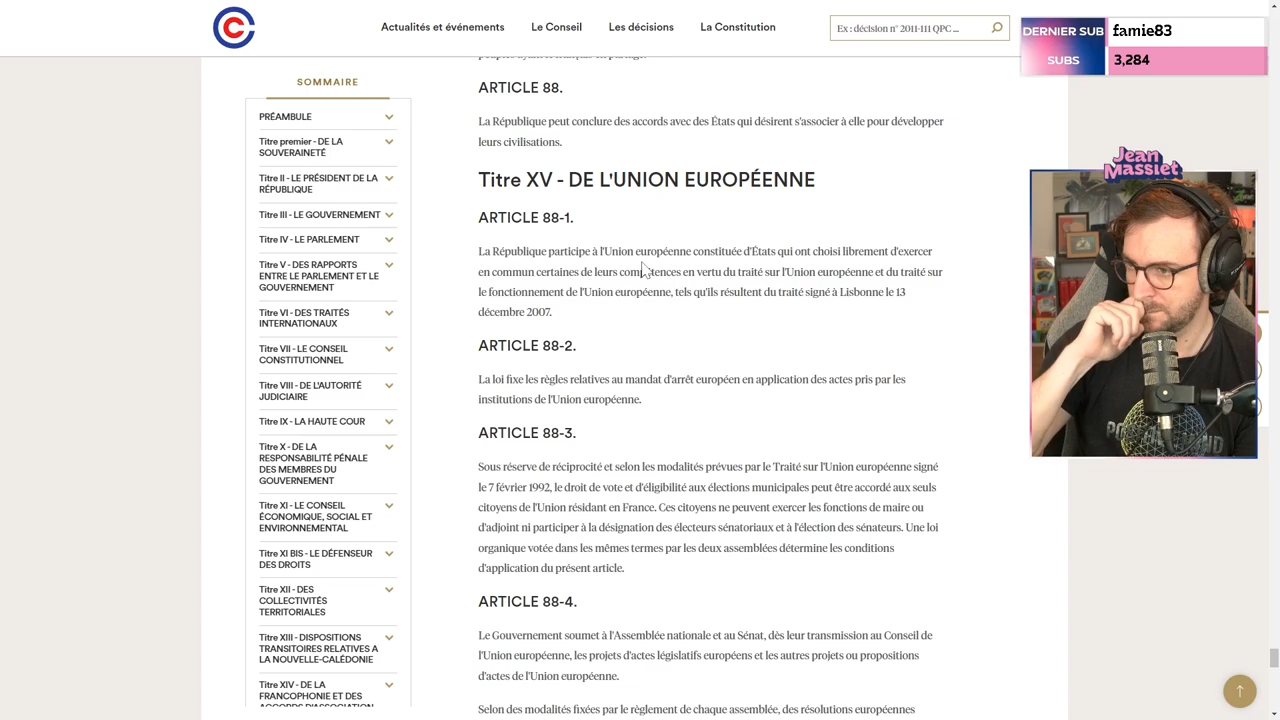 Actualités et événements
Le Conseil
Les décisions
La Constitution
Ex : décision n° 2011-111 QPC ...
DERNIER SUB
famie83
SUBS
3,284
Jean
Massiet
SOMMAIRE
PRÉAMBULE
Titre premier - DE LA
SOUVERAINETÉ
Titre II - LE PRÉSIDENT DE LA
RÉPUBLIQUE
Titre III - LE GOUVERNEMENT
Titre IV - LE PARLEMENT
Titre V - DES RAPPORTS
ENTRE LE PARLEMENT ET LE
GOUVERNEMENT
Titre VI - DES TRAITÉS
INTERNATIONAUX
Titre VII - LE CONSEIL
CONSTITUTIONNEL
Titre VIII - DE L'AUTORITÉ
JUDICIAIRE
Titre IX - LA HAUTE COUR
Titre X - DE LA
RESPONSABILITÉ PÉNALE
DES MEMBRES DU
GOUVERNEMENT
Titre XI - LE CONSEIL
ÉCONOMIQUE, SOCIAL ET
ENVIRONNEMENTAL
Titre XI BIS - LE DÉFENSEUR
DES DROITS
Titre XII - DES
COLLECTIVITÉS
TERRITORIALES
Titre XIII - DISPOSITIONS
TRANSITOIRES RELATIVES A
LA NOUVELLE-CALÉDONIE
Titre XIV - DE LA
FRANCOPHONIE ET DES
ACCORDS D'ASSOCIATION
ARTICLE 88.
La République peut conclure des accords avec des États qui désirent s'associer à elle pour développer
leurs civilisations.
Titre XV - DE L'UNION EUROPÉENNE
ARTICLE 88-1.
La République participe à l'Union européenne constituée d'États qui ont choisi librement d'exercer
en commun certaines de leurs compétences en vertu du traité sur l'Union européenne et du traité sur
le fonctionnement de l'Union européenne, tels qu'ils résultent du traité signé à Lisbonne le 13
décembre 2007.
ARTICLE 88-2.
La loi fixe les règles relatives au mandat d'arrêt européen en application des actes pris par les
institutions de l'Union européenne.
ARTICLE 88-3.
Sous réserve de réciprocité et selon les modalités prévues par le Traité sur l'Union européenne signé
le 7 février 1992, le droit de vote et d'éligibilité aux élections municipales peut être accordé aux seuls
citoyens de l'Union résidant en France. Ces citoyens ne peuvent exercer les fonctions de maire ou
d'adjoint ni participer à la désignation des électeurs sénatoriaux et à l'élection des sénateurs. Une loi
organique votée dans les mêmes termes par les deux assemblées détermine les conditions
d'application du présent article.
ARTICLE 88-4.
Le Gouvernement soumet à l'Assemblée nationale et au Sénat, dès leur transmission au Conseil de
l'Union européenne, les projets d'actes législatifs européens et les autres projets ou propositions
d'actes de l'Union européenne.
Selon des modalités fixées par le règlement de chaque assemblée, des résolutions européennes